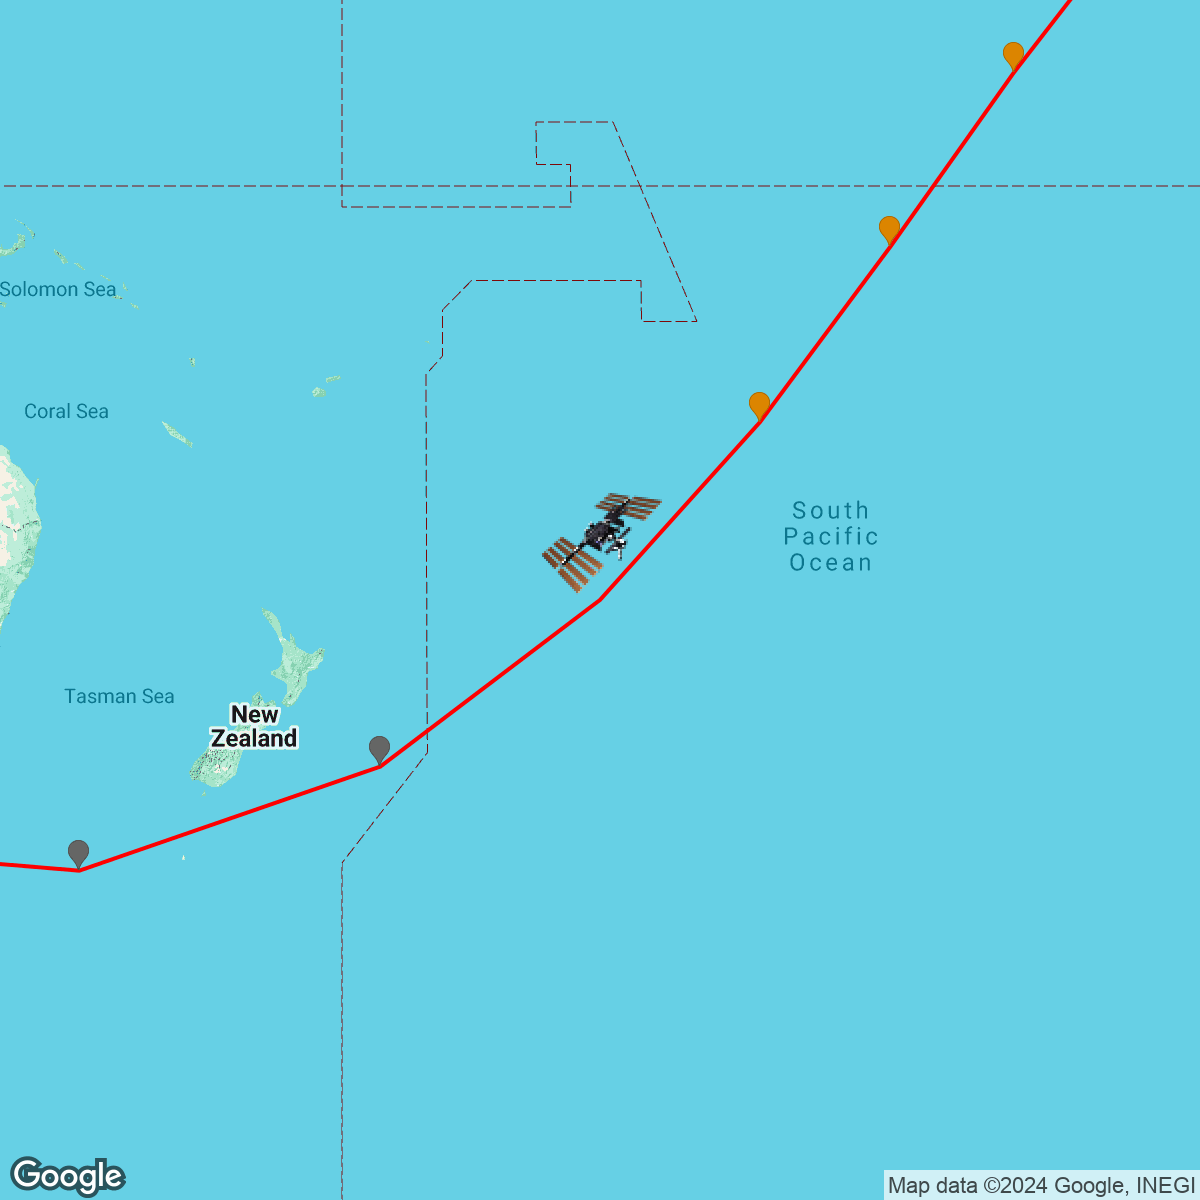 Solomon Sea
Coral Sea
South
Pacific
Ocean
Tasman Sea
New
Zealand
Google
Map data ©2024 Google, INEGI